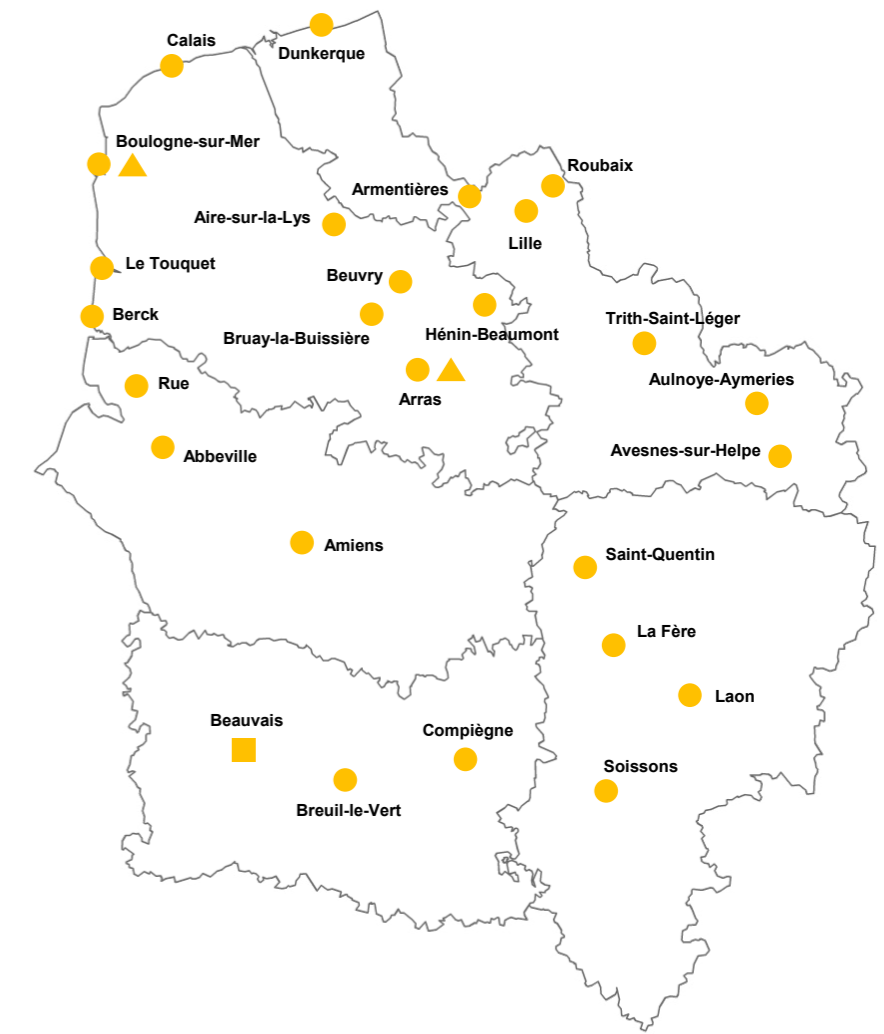 Calais
Dunkerque
Boulogne-sur-Mer
Roubaix
Armentières
Aire-sur-la-Lys
Lille
Le Touquet
Beuvry
Berck
Trith-Saint-Léger
Bruay-la-Buissière
Hénin-Beaumont
Aulnoye-Aymeries
Rue
Arras
Avesnes-sur-Helpe
Abbeville
Amiens
Saint-Quentin
La Fère
Laon
Beauvais
Compiègne
Soissons
Breuil-le-Vert